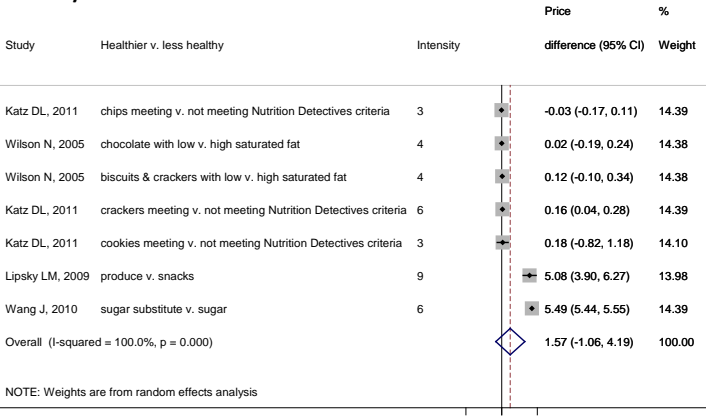 Price %
Study Healthier v. less healthy Intensity difference (95% CI) Weight
Katz DL, 2011 chips meeting v. not meeting Nutrition Detectives criteria 3 -0.03 (-0.17, 0.11) 14.39
Wilson N, 2005 chocolate with low v. high saturated fat 4 0.02 (-0.19, 0.24) 14.38
Wilson N, 2005 biscuits & crackers with low v. high saturated fat 4 0.12 (-0.10, 0.34) 14.38
Katz DL, 2011 crackers meeting v. not meeting Nutrition Detectives criteria 6 0.16 (0.04, 0.28) 14.39
Katz DL, 2011 cookies meeting v. not meeting Nutrition Detectives criteria 3 0.18 (-0.82, 1.18) 14.10
Lipsky LM, 2009 produce v. snacks 9 5.08 (3.90, 6.27) 13.98
Wang J, 2010 sugar substitute v. sugar 6 5.49 (5.44, 5.55) 14.39
Overall (I-squared = 100.0%, p = 0.000) 1.57 (-1.06, 4.19) 100.00
NOTE: Weights are from random effects analysis